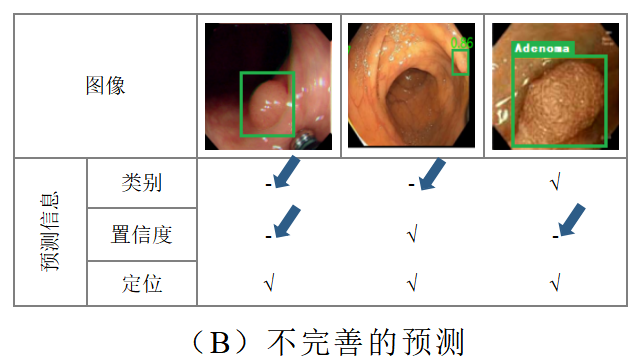 图像
0.86
Adenoma
预测信息
类别 - - √
置信度 - √ -
定位 √ √ √
（B）不完善的预测